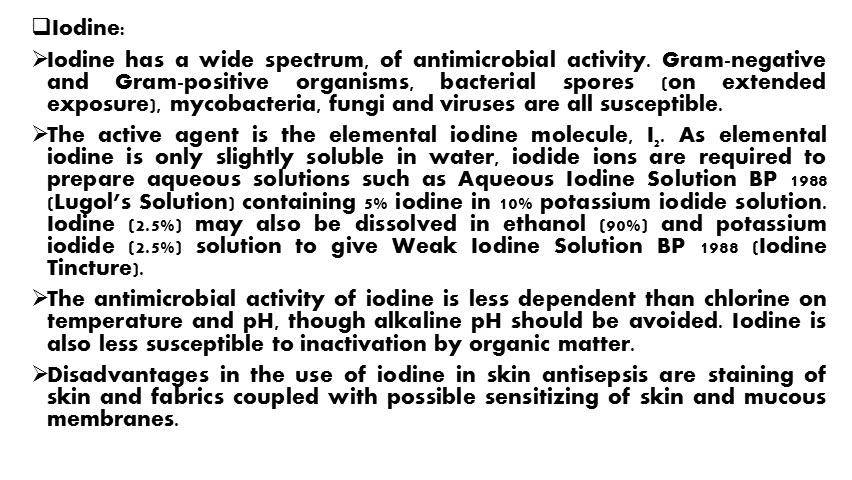 ❑Iodine:
➢Iodine has a wide spectrum, of antimicrobial activity. Gram-negative
and Gram-positive organisms, bacterial spores (on extended
exposure), mycobacteria, fungi and viruses are all susceptible.
➢The active agent is the elemental iodine molecule, I₂. As elemental
iodine is only slightly soluble in water, iodide ions are required to
prepare aqueous solutions such as Aqueous Iodine Solution BP 1988
(Lugol's Solution) containing 5% iodine in 10% potassium iodide solution.
Iodine (2.5%) may also be dissolved in ethanol (90%) and potassium
iodide (2.5%) solution to give Weak Iodine Solution BP 1988 (Iodine
Tincture).
➢The antimicrobial activity of iodine is less dependent than chlorine on
temperature and pH, though alkaline pH should be avoided. Iodine is
also less susceptible to inactivation by organic matter.
➢Disadvantages in the use of iodine in skin antisepsis are staining of
skin and fabrics coupled with possible sensitizing of skin and mucous
membranes.